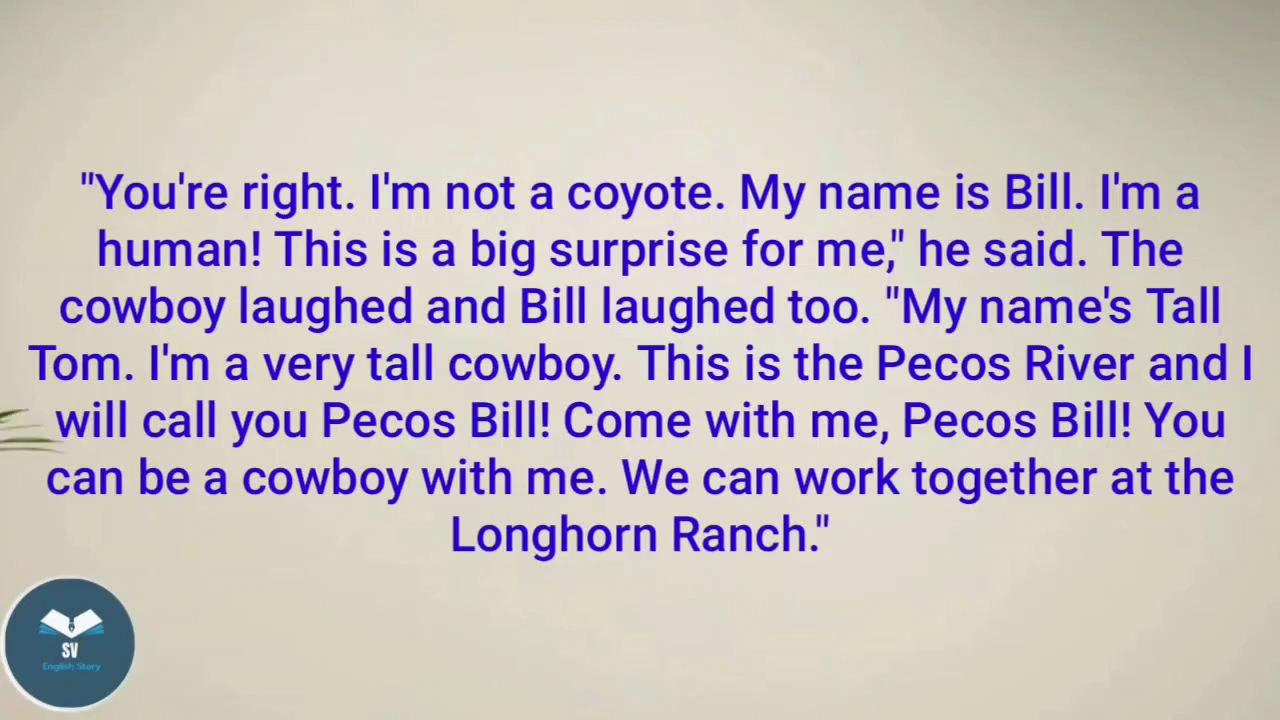 "You're right. I'm not a coyote. My name is Bill. I'm a
human! This is a big surprise for me," he said. The
cowboy laughed and Bill laughed too. "My name's Tall
Tom. I'm a very tall cowboy. This is the Pecos River and I
will call you Pecos Bill! Come with me, Pecos Bill! You
can be a cowboy with me. We can work together at the
Longhorn Ranch."
SV
English Story